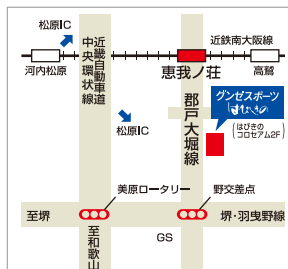 松原IC
近鉄南大阪線
河内松原
恵我ノ荘
高鷲
近畿自動車道
中央環状線
松原IC
郡戸大堀線
グンゼスポーツ
はびきの
(はびきの
コロセアム2F)
美原ロータリー
野交差点
至堺
堺・羽曳野線
至和歌山
GS